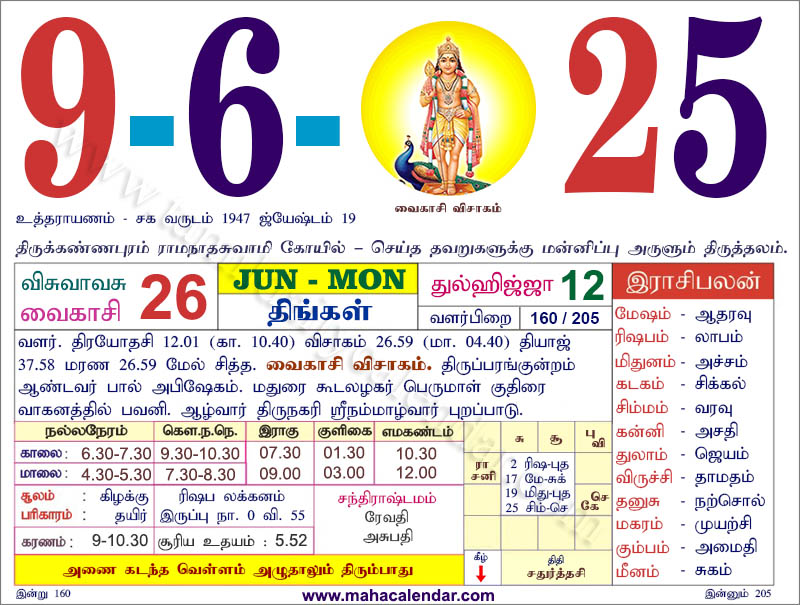 9-6- 25
வைகாசி விசாகம்
உத்தராயணம் - சக வருடம் 1947 ஜ்யேஷ்டம் 19
திருக்கண்ணபுரம் ராமநாதசுவாமி கோயில் – செய்த தவறுகளுக்கு மன்னிப்பு அருளும் திருத்தலம்.
விசுவாவசு
வைகாசி 26
JUN - MON
திங்கள்
துல்ஹிஜ்ஜா 12
வளர்பிறை 160 / 205
வளர். திரயோதசி 12.01 (கா. 10.40) விசாகம் 26.59 (மா. 04.40) தியாஜ்
37.58 மரண 26.59 மேல் சித்த. வைகாசி விசாகம். திருப்பரங்குன்றம்
ஆண்டவர் பால் அபிஷேகம். மதுரை கூடலழகர் பெருமாள் குதிரை
வாகனத்தில் பவனி. ஆழ்வார் திருநகரி ஸ்ரீநம்மாழ்வார் புறப்பாடு.
நல்லநேரம் கௌ.ந.நெ. இராகு குளிகை எமகண்டம்
காலை: 6.30-7.30 9.30-10.30 07.30 01.30 10.30
மாலை: 4.30-5.30 7.30-8.30 09.00 03.00 12.00
சூலம் : கிழக்கு ரிஷப லக்கனம்
பரிகாரம் : தயிர் இருப்பு நா. 0 வி. 55
கரணம் : 9-10.30 சூரிய உதயம் : 5.52
சந்திராஷ்டமம்
ரேவதி
அசுபதி
சு சூ பு வி
ரா சனி
2 ரிஷ-புத
17 மே-சுக்
19 மிது-புத
25 சிம்-செ
செ கே
கீழ்
திதி
சதுர்த்தசி
அணை கடந்த வெள்ளம் அழுதாலும் திரும்பாது
இராசிபலன்
மேஷம் - ஆதரவு
ரிஷபம் - லாபம்
மிதுனம் - அச்சம்
கடகம் - சிக்கல்
சிம்மம் - வரவு
கன்னி - அசதி
துலாம் - ஜெயம்
விருச்சி - தாமதம்
தனுசு - நற்சொல்
மகரம் - முயற்சி
கும்பம் - அமைதி
மீனம் - சுகம்
இன்று 160
www.mahacalendar.com
இன்னும் 205